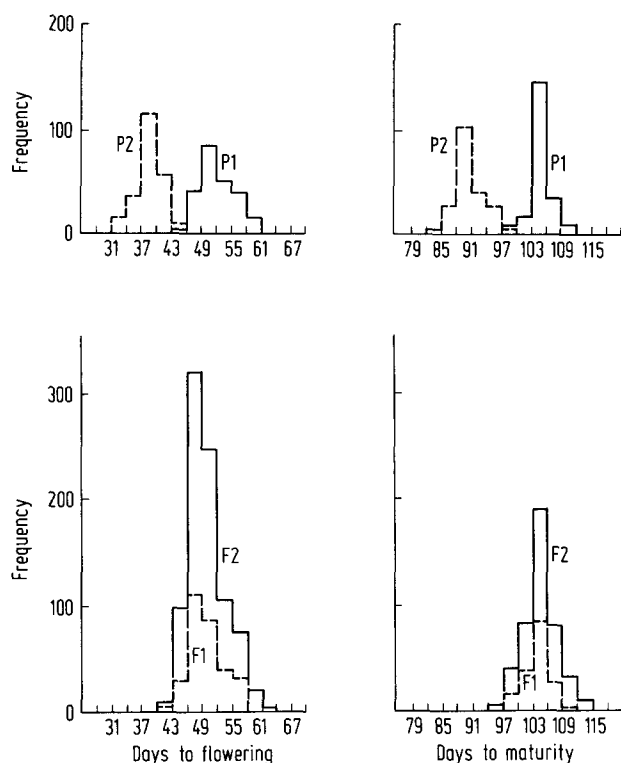 200
100
0
Frequency
P2
P1
31 37 43 49 55 61 67
P2
P1
79 85 91 97 103 109 115
300
200
100
0
Frequency
F2
F1
31 37 43 49 55 61 67
Days to flowering
F2
F1
79 85 91 97 103 109 115
Days to maturity